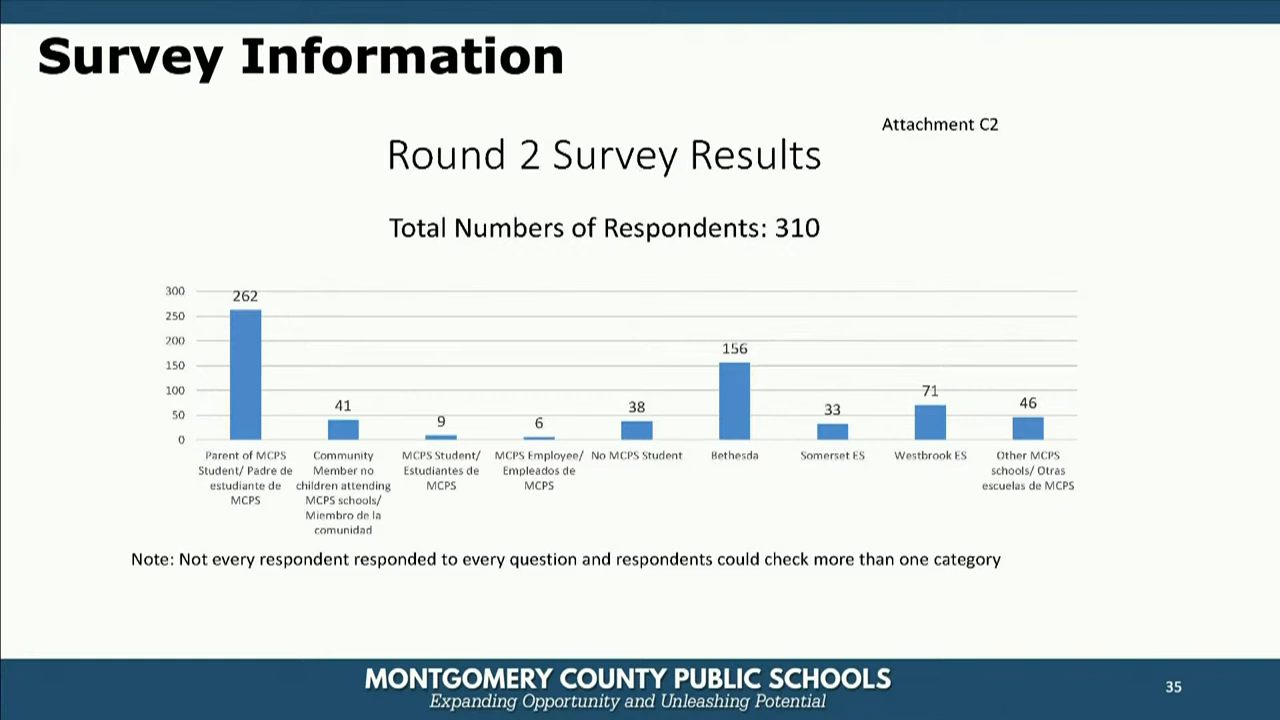 Survey Information
Attachment C2
Round 2 Survey Results
Total Numbers of Respondents: 310
300
250
200
150
100
50
0
262
41
9
6
38
156
33
71
46
Parent of MCPS
Student/ Padre de
estudiante de
MCPS
Community
Member no
children attending
MCPS schools/
Miembro de la
comunidad
MCPS Student/
Estudiantes de
MCPS
MCPS Employee/
Empleados de
MCPS
No MCPS Student
Bethesda
Somerset ES
Westbrook ES
Other MCPS
schools/ Otras
escuelas de MCPS
Note: Not every respondent responded to every question and respondents could check more than one category
MONTGOMERY COUNTY PUBLIC SCHOOLS
Expanding Opportunity and Unleashing Potential
35